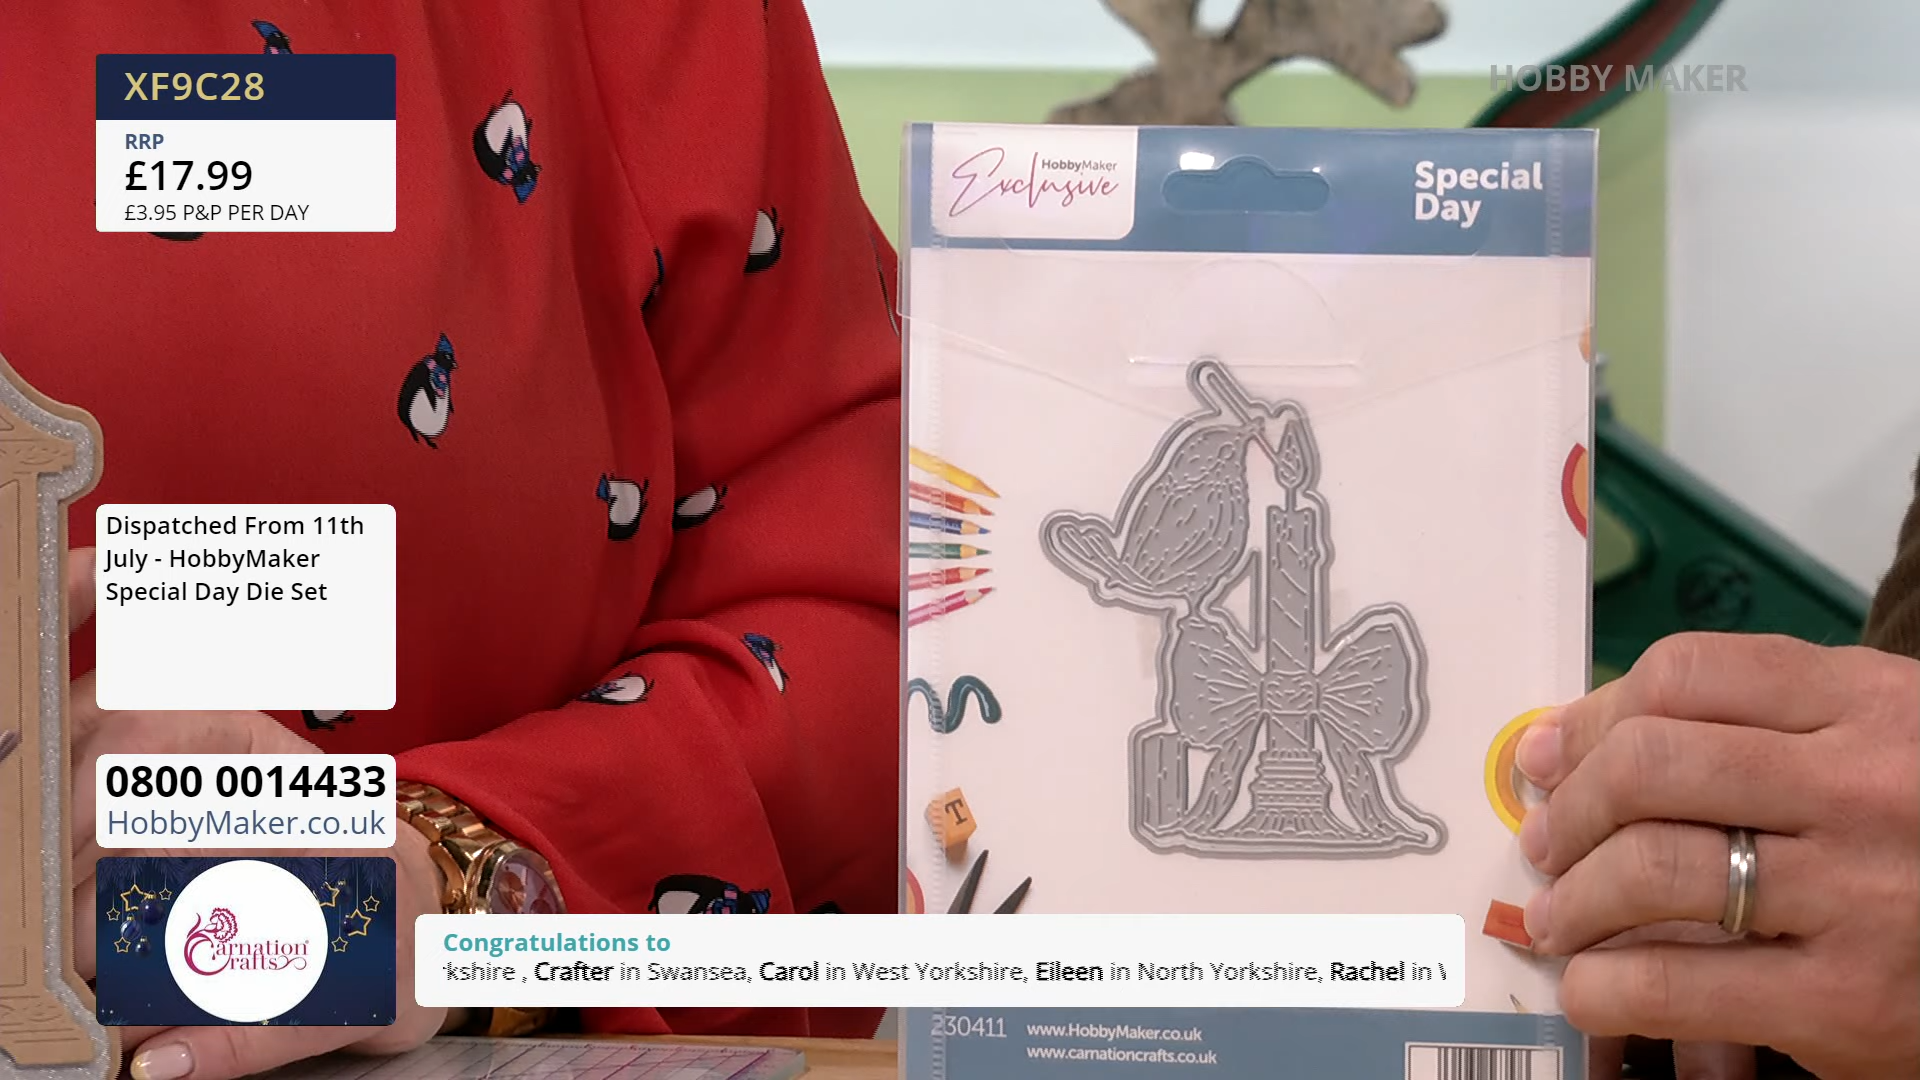 XF9C28
RRP
£17.99
£3.95 P&P PER DAY
HOBBY MAKER
HobbyMaker
Exclusive
Special
Day
Dispatched From 11th
July - HobbyMaker
Special Day Die Set
T
0800 0014433
HobbyMaker.co.uk
Carnation
Crafts
Congratulations to
kshire , Crafter in Swansea, Carol in West Yorkshire, Eileen in North Yorkshire, Rachel in
230411
www.HobbyMaker.co.uk
www.carnationcrafts.co.uk